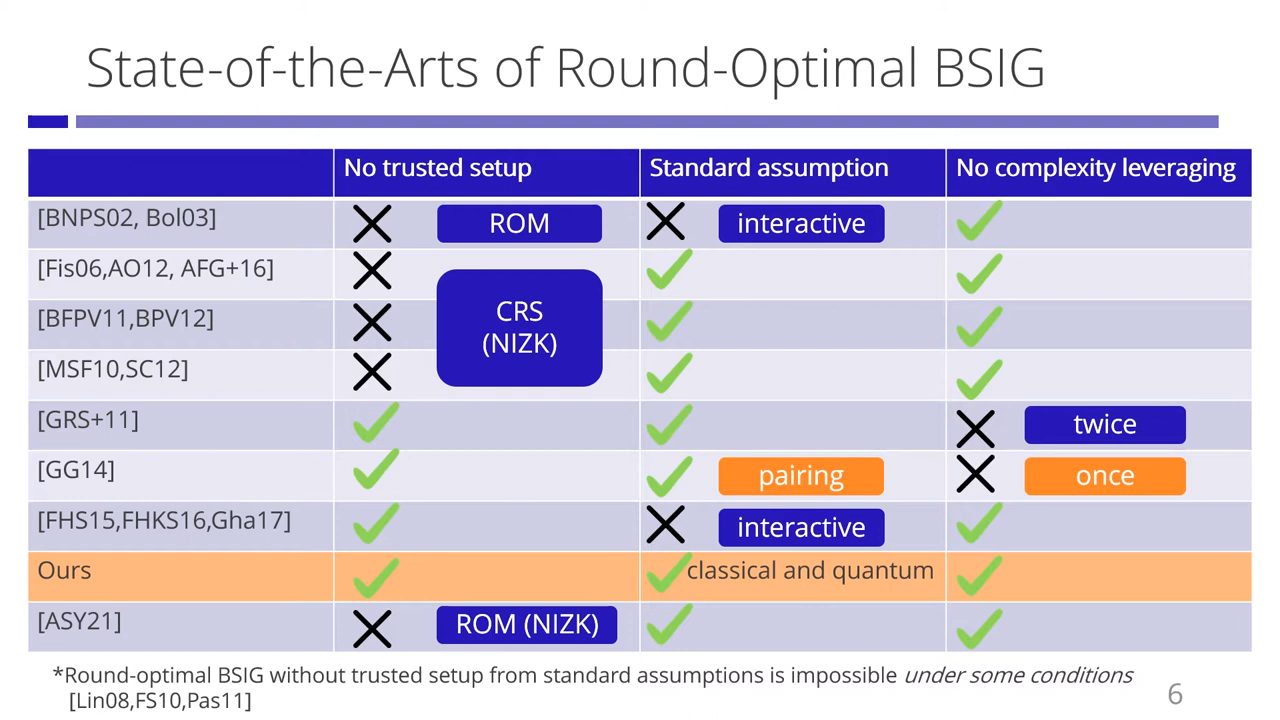 State-of-the-Arts of Round-Optimal BSIG
No trusted setup Standard assumption No complexity leveraging
[BNPS02, Bol03] ROM interactive
[Fis06,AO12, AFG+16]
CRS
(NIZK)
[BFPV11,BPV12]
[MSF10,SC12]
[GRS+11] twice
[GG14] pairing once
[FHS15,FHKS16,Gha17] interactive
Ours classical and quantum
[ASY21] ROM (NIZK)
*Round-optimal BSIG without trusted setup from standard assumptions is impossible under some conditions
[Lin08,FS10,Pas11]
6